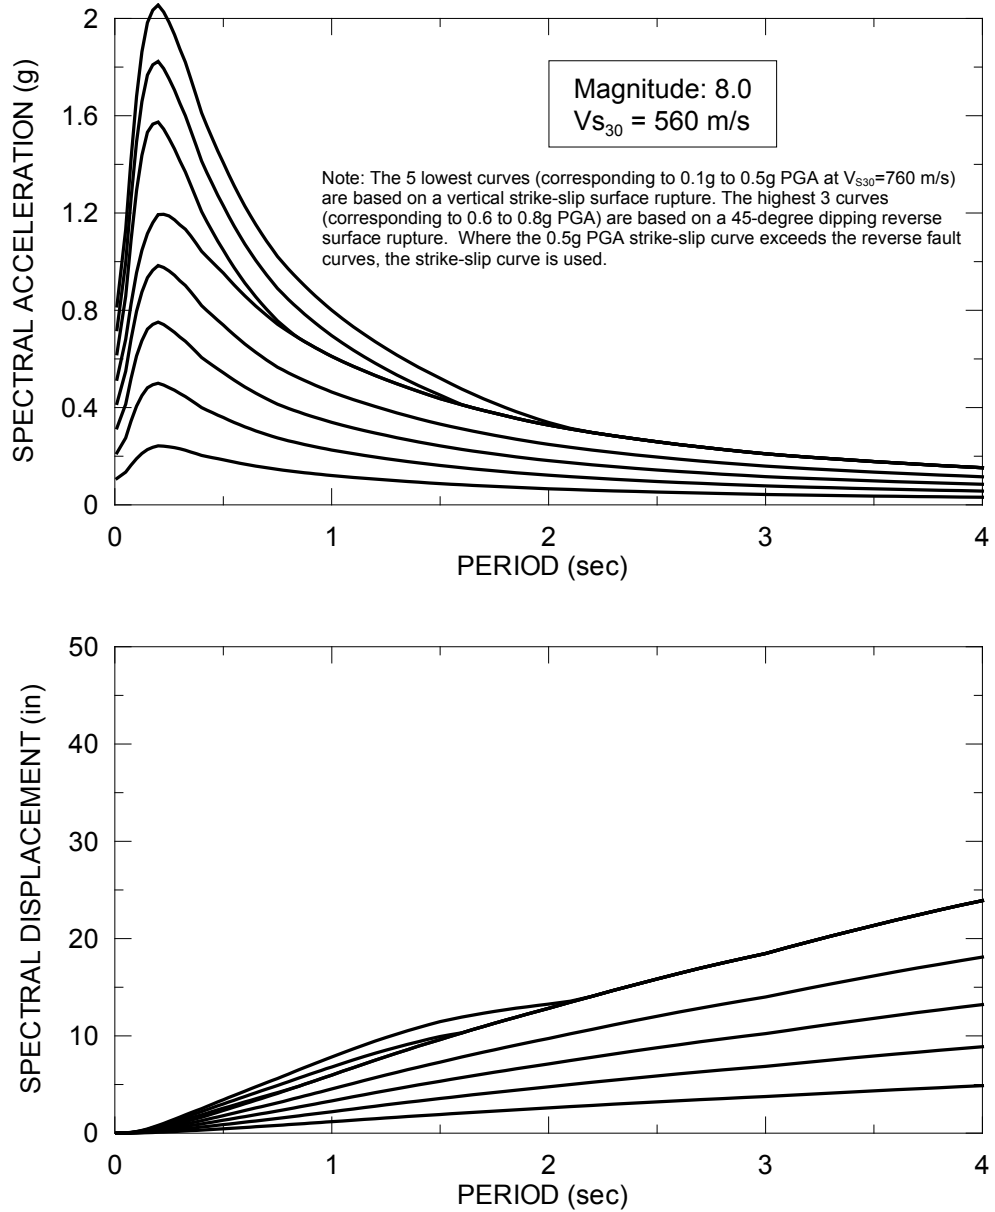 2
1.6
1.2
0.8
0.4
0
SPECTRAL ACCELERATION (g)
Magnitude: 8.0
Vs30 = 560 m/s
Note: The 5 lowest curves (corresponding to 0.1g to 0.5g PGA at VS30=760 m/s)
are based on a vertical strike-slip surface rupture. The highest 3 curves
(corresponding to 0.6 to 0.8g PGA) are based on a 45-degree dipping reverse
surface rupture. Where the 0.5g PGA strike-slip curve exceeds the reverse fault
curves, the strike-slip curve is used.
0 1 2 3 4
PERIOD (sec)
50
40
30
20
10
0
SPECTRAL DISPLACEMENT (in)
0 1 2 3 4
PERIOD (sec)